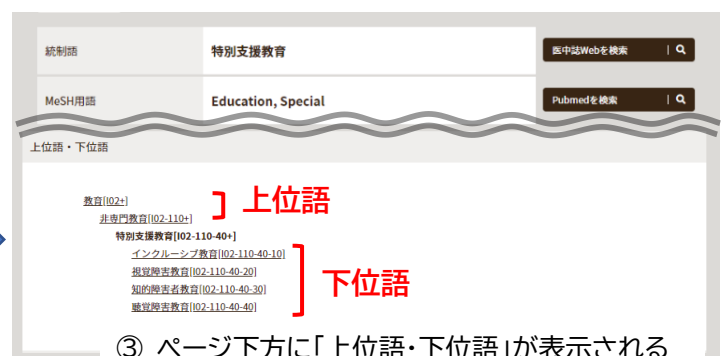 統制語 特別支援教育 医中誌Webを検索
MeSH用語 Education, Special Pubmedを検索
上位語・下位語
教育[I02+]
非専門教育[I02-110+]
上位語
特別支援教育[I02-110-40+]
インクルーシブ教育[I02-110-40-10]
視覚障害教育[I02-110-40-20]
下位語
知的障害者教育[I02-110-40-30]
聴覚障害教育[I02-110-40-40]
③ ページ下方に「上位語・下位語」が表示される